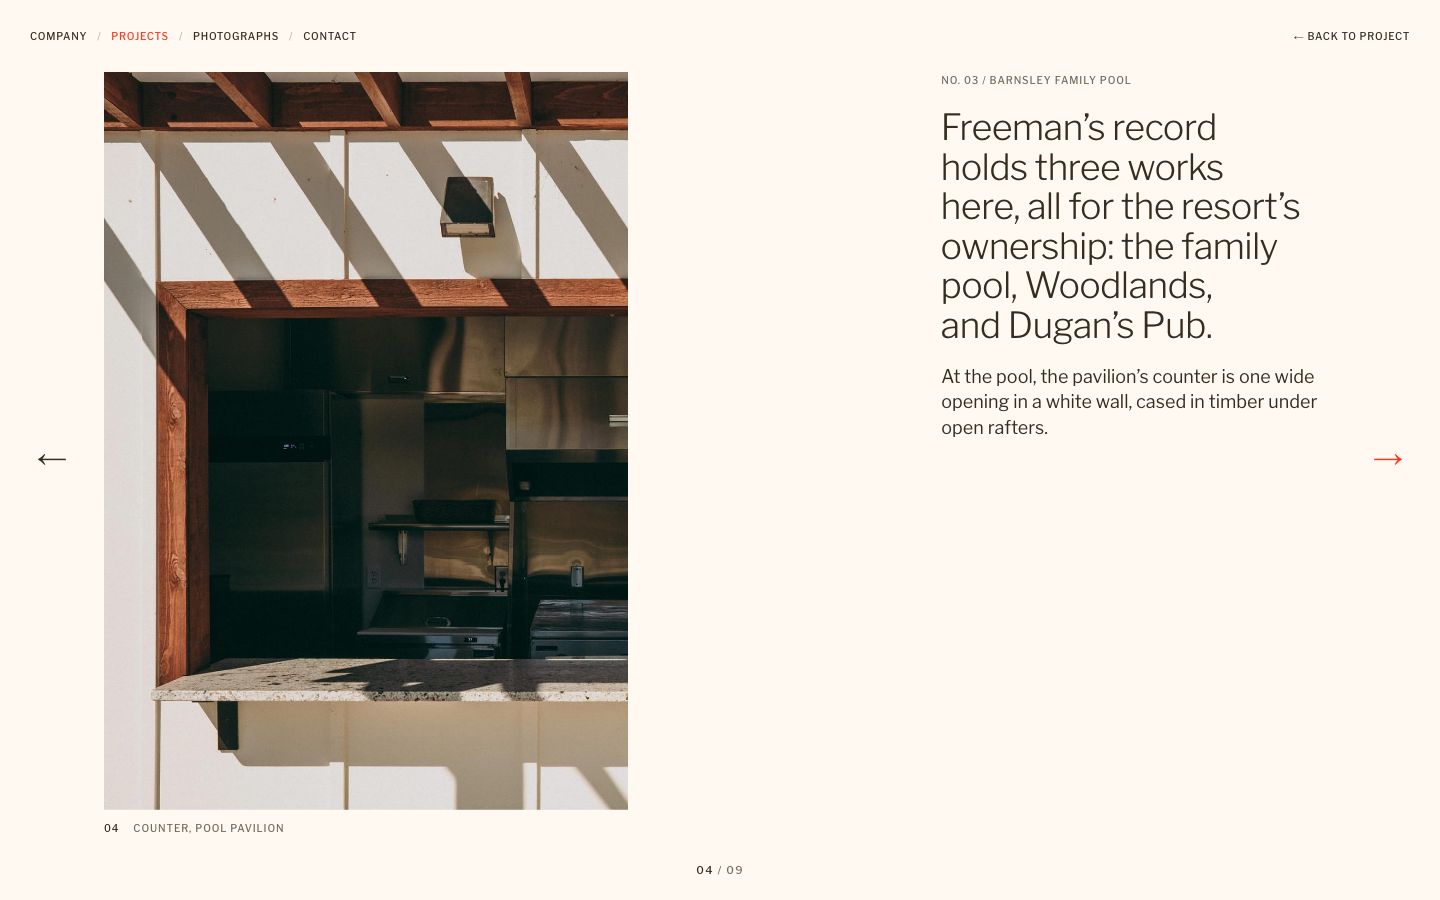 COMPANY / PROJECTS / PHOTOGRAPHS / CONTACT
← BACK TO PROJECT
NO. 03 / BARNSLEY FAMILY POOL
Freeman’s record
holds three works
here, all for the resort’s
ownership: the family
pool, Woodlands,
and Dugan’s Pub.
At the pool, the pavilion’s counter is one wide
opening in a white wall, cased in timber under
open rafters.
←
→
04 COUNTER, POOL PAVILION
04 / 09